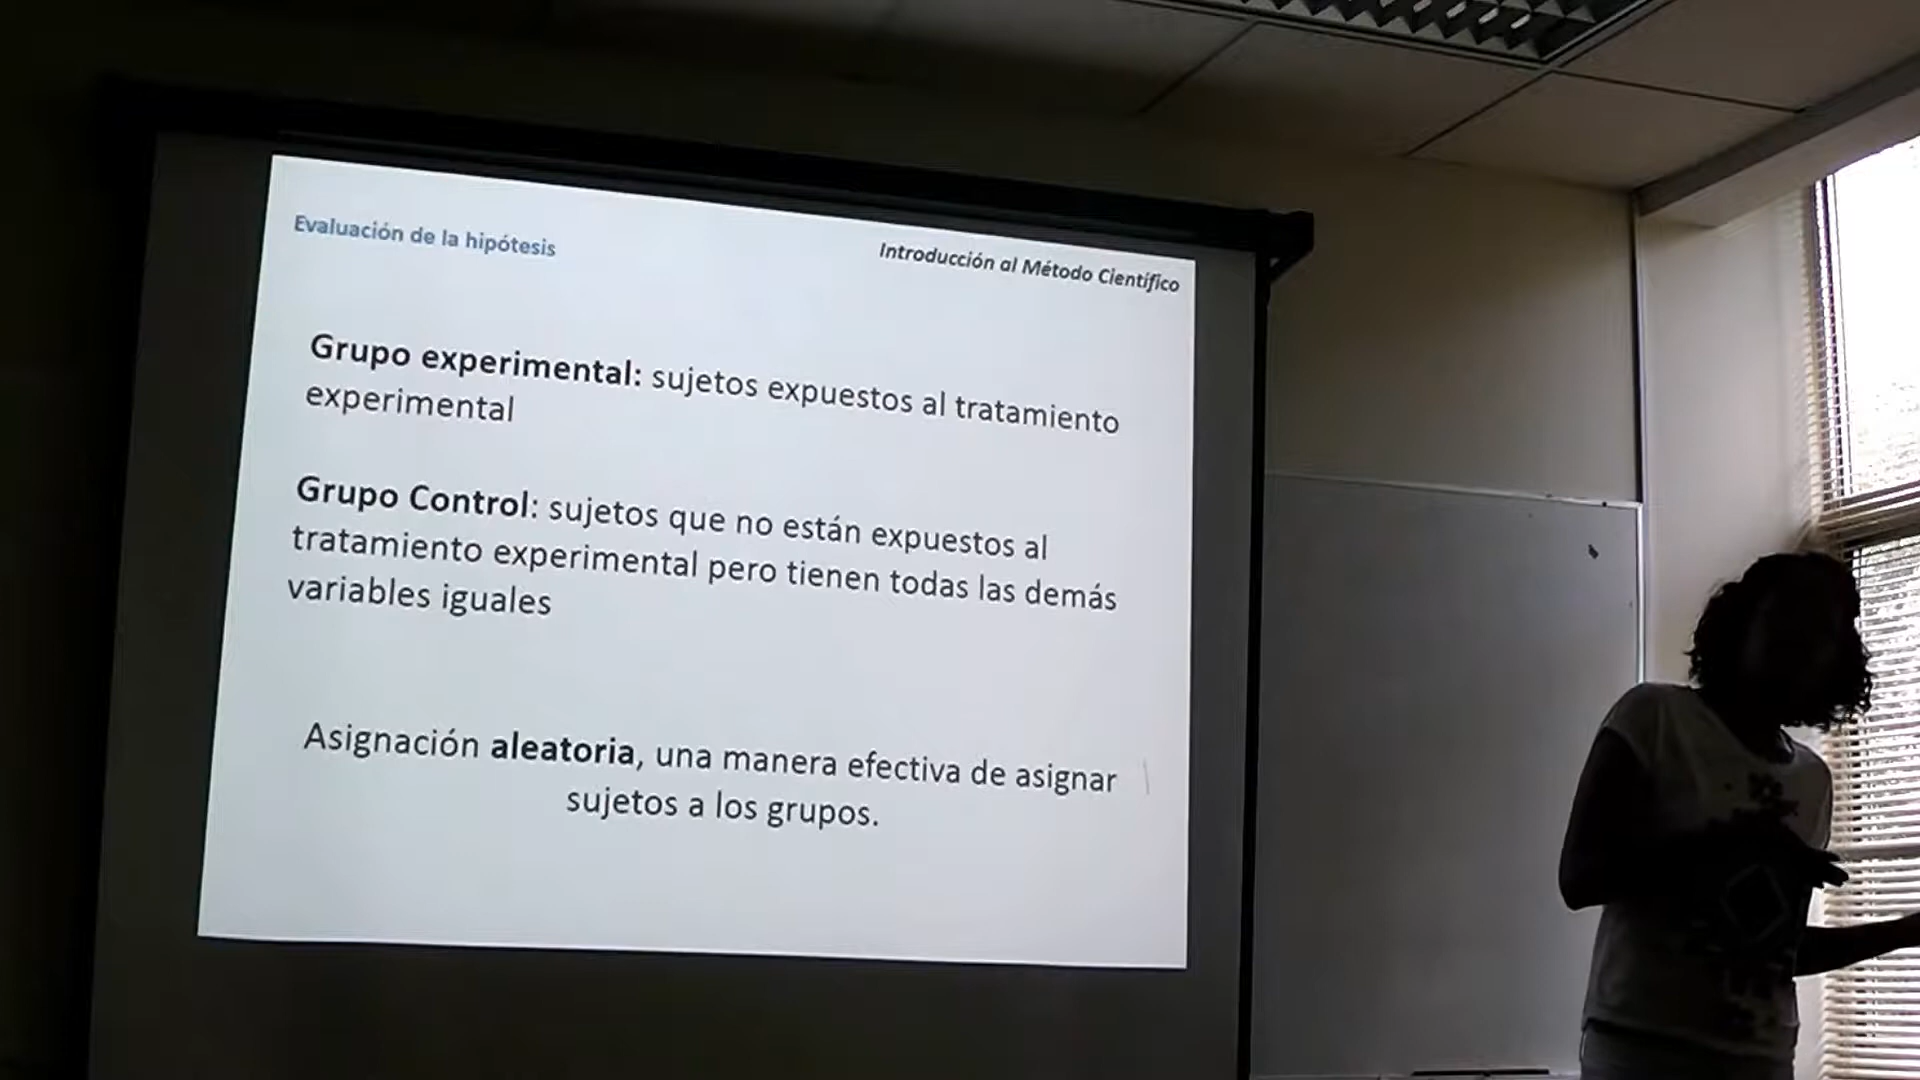 Evaluación de la hipótesis
Introducción al Método Científico
Grupo experimental: sujetos expuestos al tratamiento
experimental
Grupo Control: sujetos que no están expuestos al
tratamiento experimental pero tienen todas las demás
variables iguales
Asignación aleatoria, una manera efectiva de asignar
sujetos a los grupos.